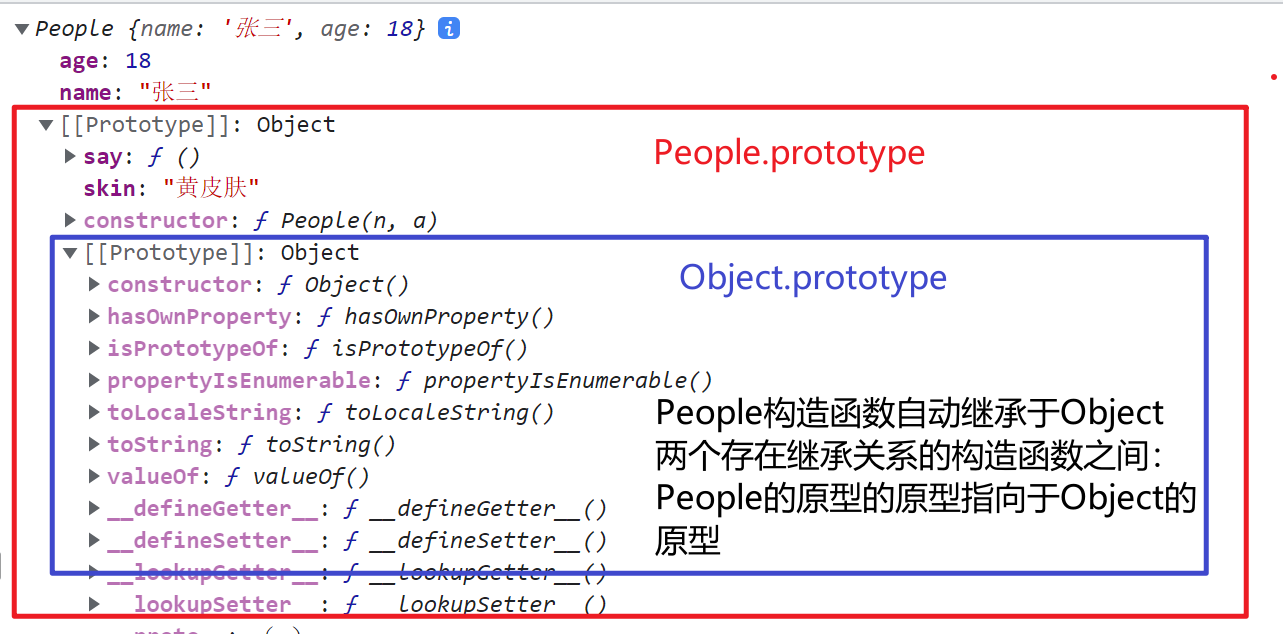 People {name: '张三', age: 18} i
age: 18
name: "张三"
[[Prototype]]: Object
People.prototype
say: ƒ ()
skin: "黄皮肤"
constructor: ƒ People(n, a)
[[Prototype]]: Object
Object.prototype
constructor: ƒ Object()
hasOwnProperty: ƒ hasOwnProperty()
isPrototypeOf: ƒ isPrototypeOf()
propertyIsEnumerable: ƒ propertyIsEnumerable()
toLocaleString: ƒ toLocaleString()
toString: ƒ toString()
valueOf: ƒ valueOf()
__defineGetter__: ƒ __defineGetter__()
__defineSetter__: ƒ __defineSetter__()
__lookupGetter__: ƒ __lookupGetter__()
__lookupSetter__: ƒ __lookupSetter__()
People构造函数自动继承于Object
两个存在继承关系的构造函数之间：
People的原型的原型指向于Object的
原型